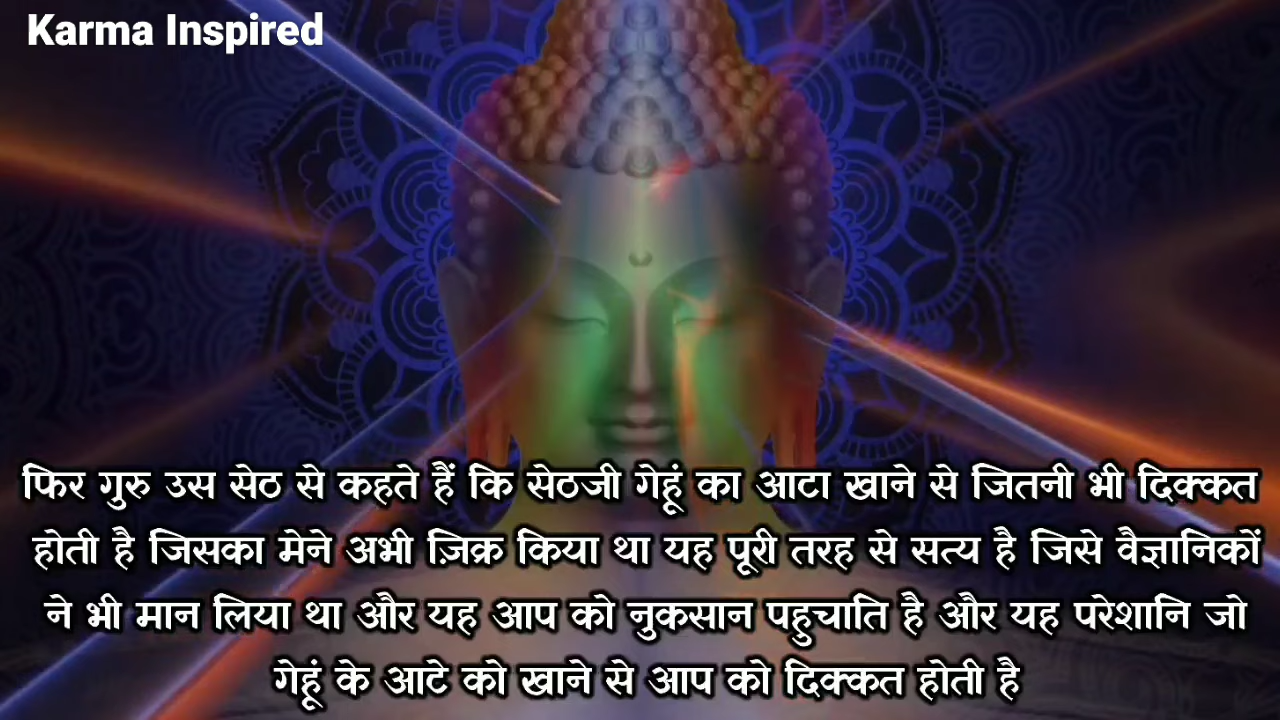 Karma Inspired
फिर गुरु उस सेठ से कहते हैं कि सेठजी गेहूं का आटा खाने से जितनी भी दिक्कत
होती है जिसका मेने अभी ज़िक्र किया था यह पूरी तरह से सत्य है जिसे वैज्ञानिकों
ने भी मान लिया था और यह आप को नुकसान पहुचाति है और यह परेशानि जो
गेहूं के आटे को खाने से आप को दिक्कत होती है